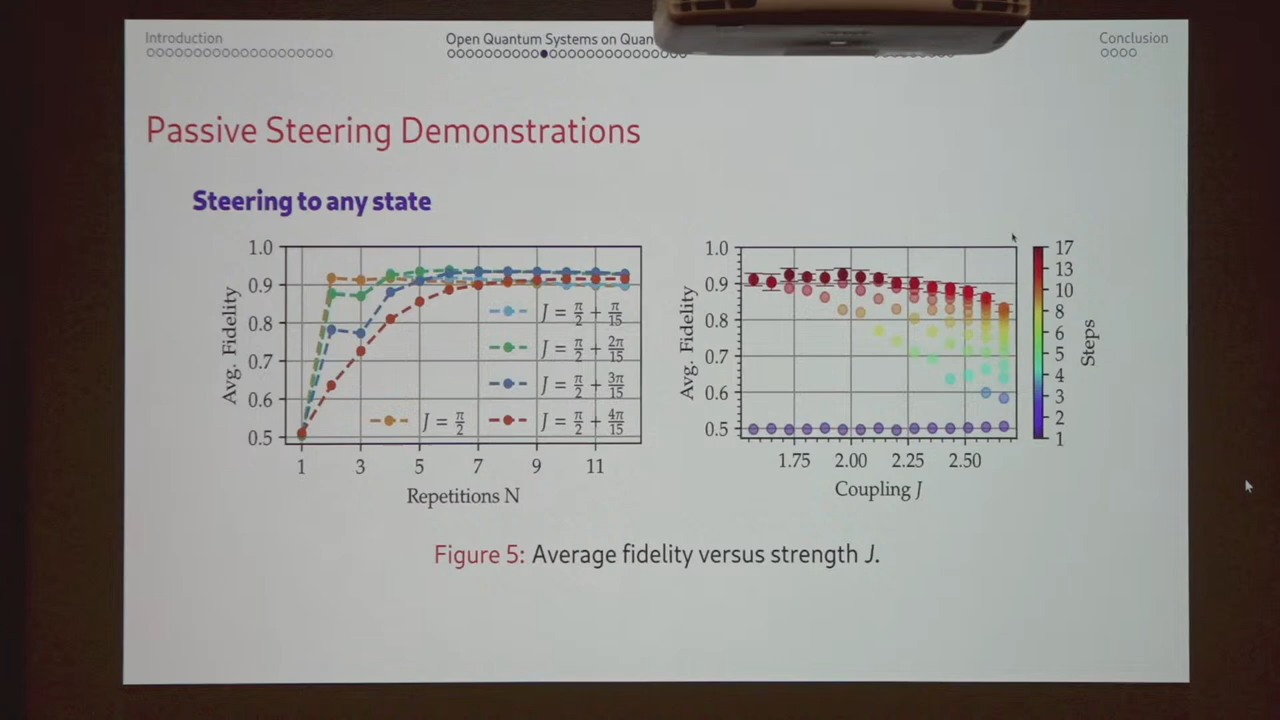 Introduction
Open Quantum Systems on Quan
Conclusion
Passive Steering Demonstrations
Steering to any state
1.0
0.9
0.8
0.7
0.6
0.5
Avg. Fidelity
J = π/2 + π/15
J = π/2 + 2π/15
J = π/2 + 3π/15
J = π/2
J = π/2 + 4π/15
1 3 5 7 9 11
Repetitions N
1.0
0.9
0.8
0.7
0.6
0.5
Avg. Fidelity
1.75 2.00 2.25 2.50
Coupling J
17
13
10
8
6
5
4
3
2
1
Steps
Figure 5: Average fidelity versus strength J.